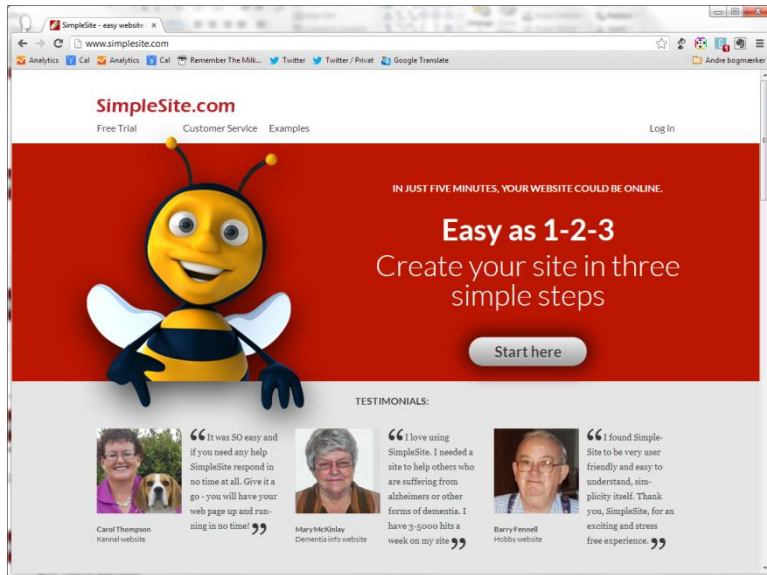 SimpleSite - easy website
www.simplesite.com
Analytics Cal Analytics Cal Remember The Milk... Twitter Twitter / Privat Google Translate Andre bogmærker
SimpleSite.com
Free Trial Customer Service Examples Log in
IN JUST FIVE MINUTES, YOUR WEBSITE COULD BE ONLINE.
Easy as 1-2-3
Create your site in three
simple steps
Start here
TESTIMONIALS:
“It was SO easy and
if you need any help
SimpleSite respond in
no time at all. Give it a
go - you will have your
web page up and run-
ning in no time!”
Carol Thompson
Kennel website
“I love using
SimpleSite. I needed a
site to help others who
are suffering from
alzheimers or other
forms of dementia. I
have 3-5000 hits a
week on my site”
Mary McKinlay
Dementia info website
“I found Simple-
Site to be very user
friendly and easy to
understand, sim-
plicity itself. Thank
you, SimpleSite, for an
exciting and stress
free experience.”
Barry Fennell
Hobby website